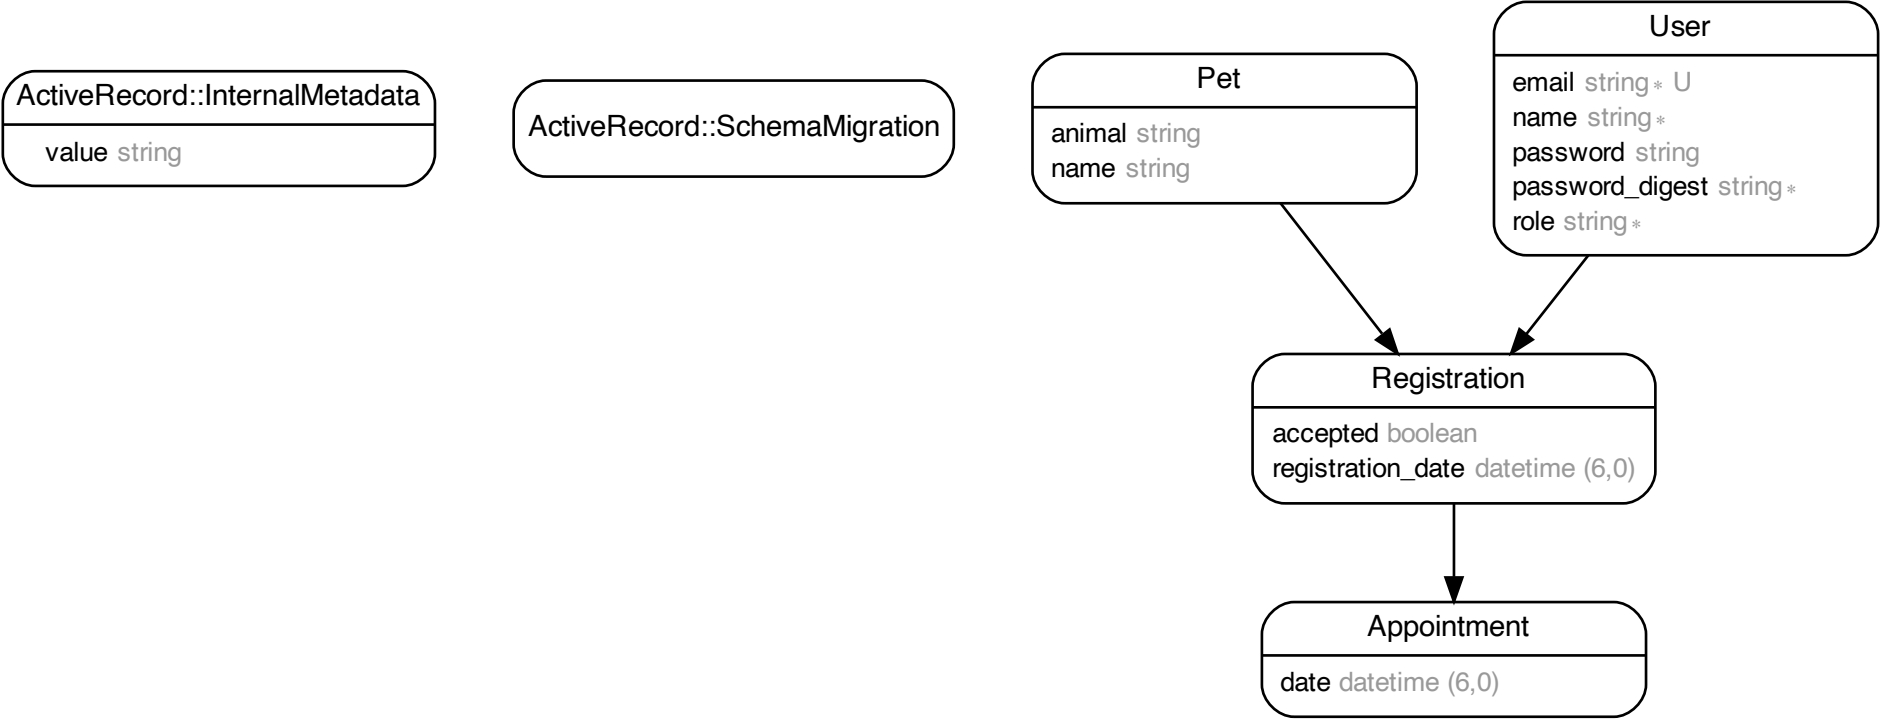 ActiveRecord::InternalMetadata
value string
ActiveRecord::SchemaMigration
Pet
animal string
name string
User
email string* U
name string*
password string
password_digest string*
role string*
Registration
accepted boolean
registration_date datetime (6,0)
Appointment
date datetime (6,0)